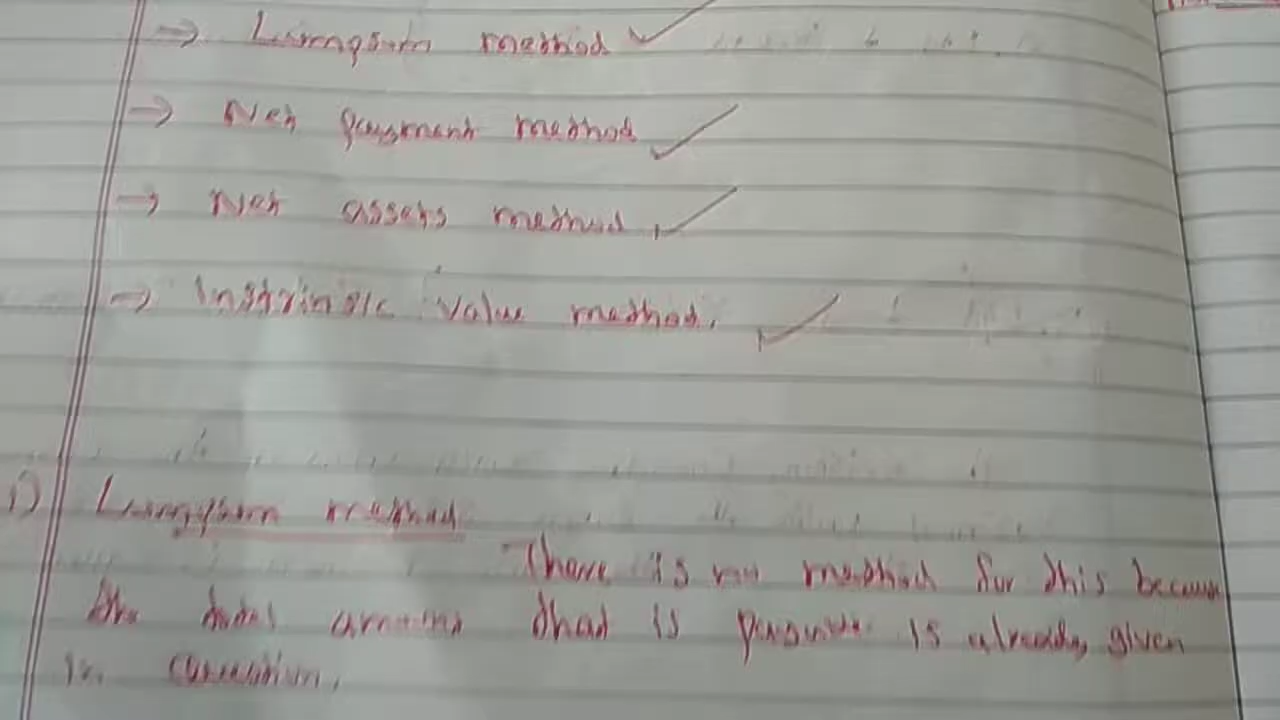 → Lumpsum method ✓
→ Net payment method ✓
→ Net assets method ✓
→ Instrinsic value method. ✓
1) Lumpsum method
There is no method for this because
the total amount that is payable is already given
in question.